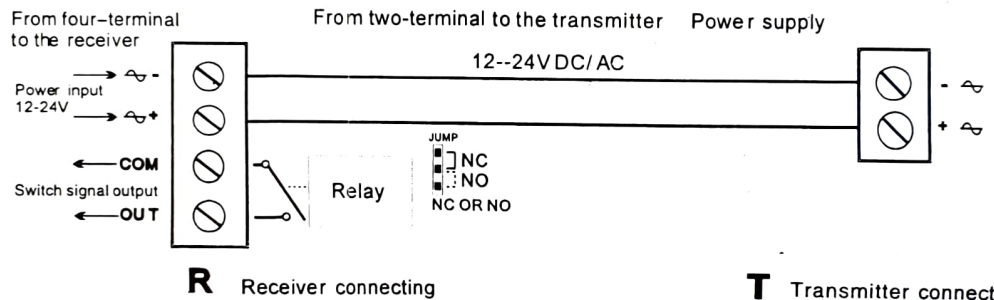 From four-terminal
to the receiver
From two-terminal to the transmitter Power supply
12--24V DC/AC
Power input
12-24V
-
+
COM
Switch signal output
OUT
Relay
JUMP
NC
NO
NC OR NO
-
+
R Receiver connecting
T Transmitter connect